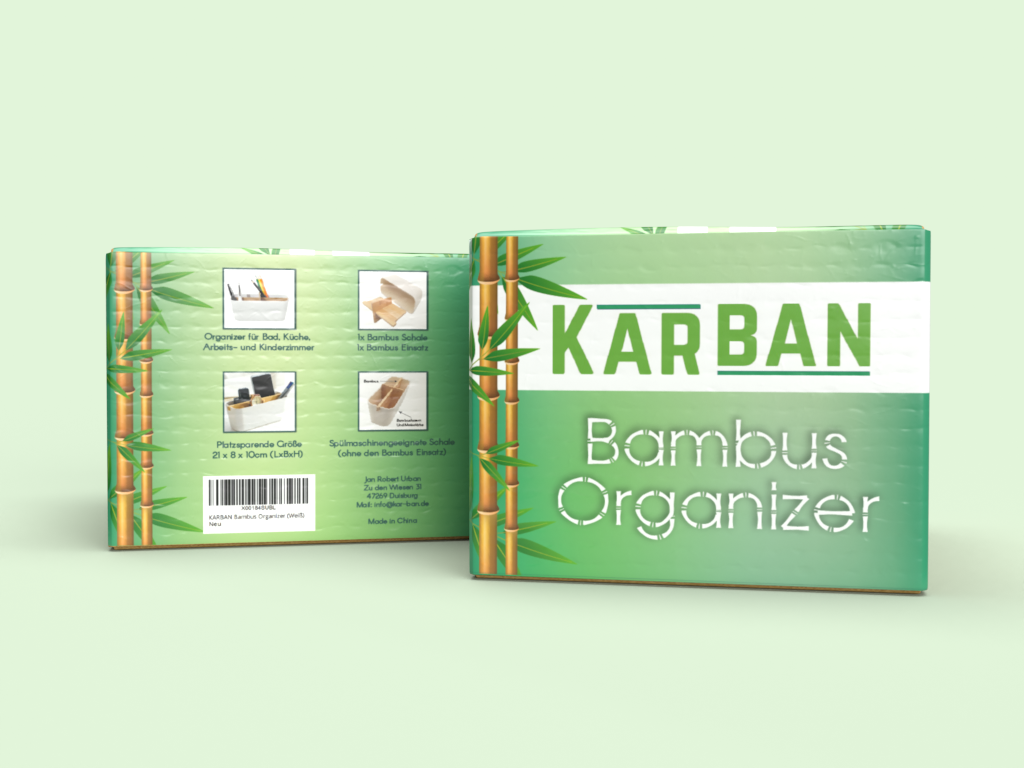 Organizer für Bad, Küche,
Arbeits- und Kinderzimmer
1x Bambus Schale
1x Bambus Einsatz
Platzsparende Größe
21 x 8 x 10cm (LxBxH)
Bambus
Spülmaschinengeeignete Schale
(ohne den Bambus Einsatz)
KARBAN Bambus Organizer (Weiß)
Neu
Jan Robert Urban
Zu den Wiesen 31
47269 Duisburg
Mail: info@kar-ban.de
Made in China
KARBAN
Bambus
Organizer